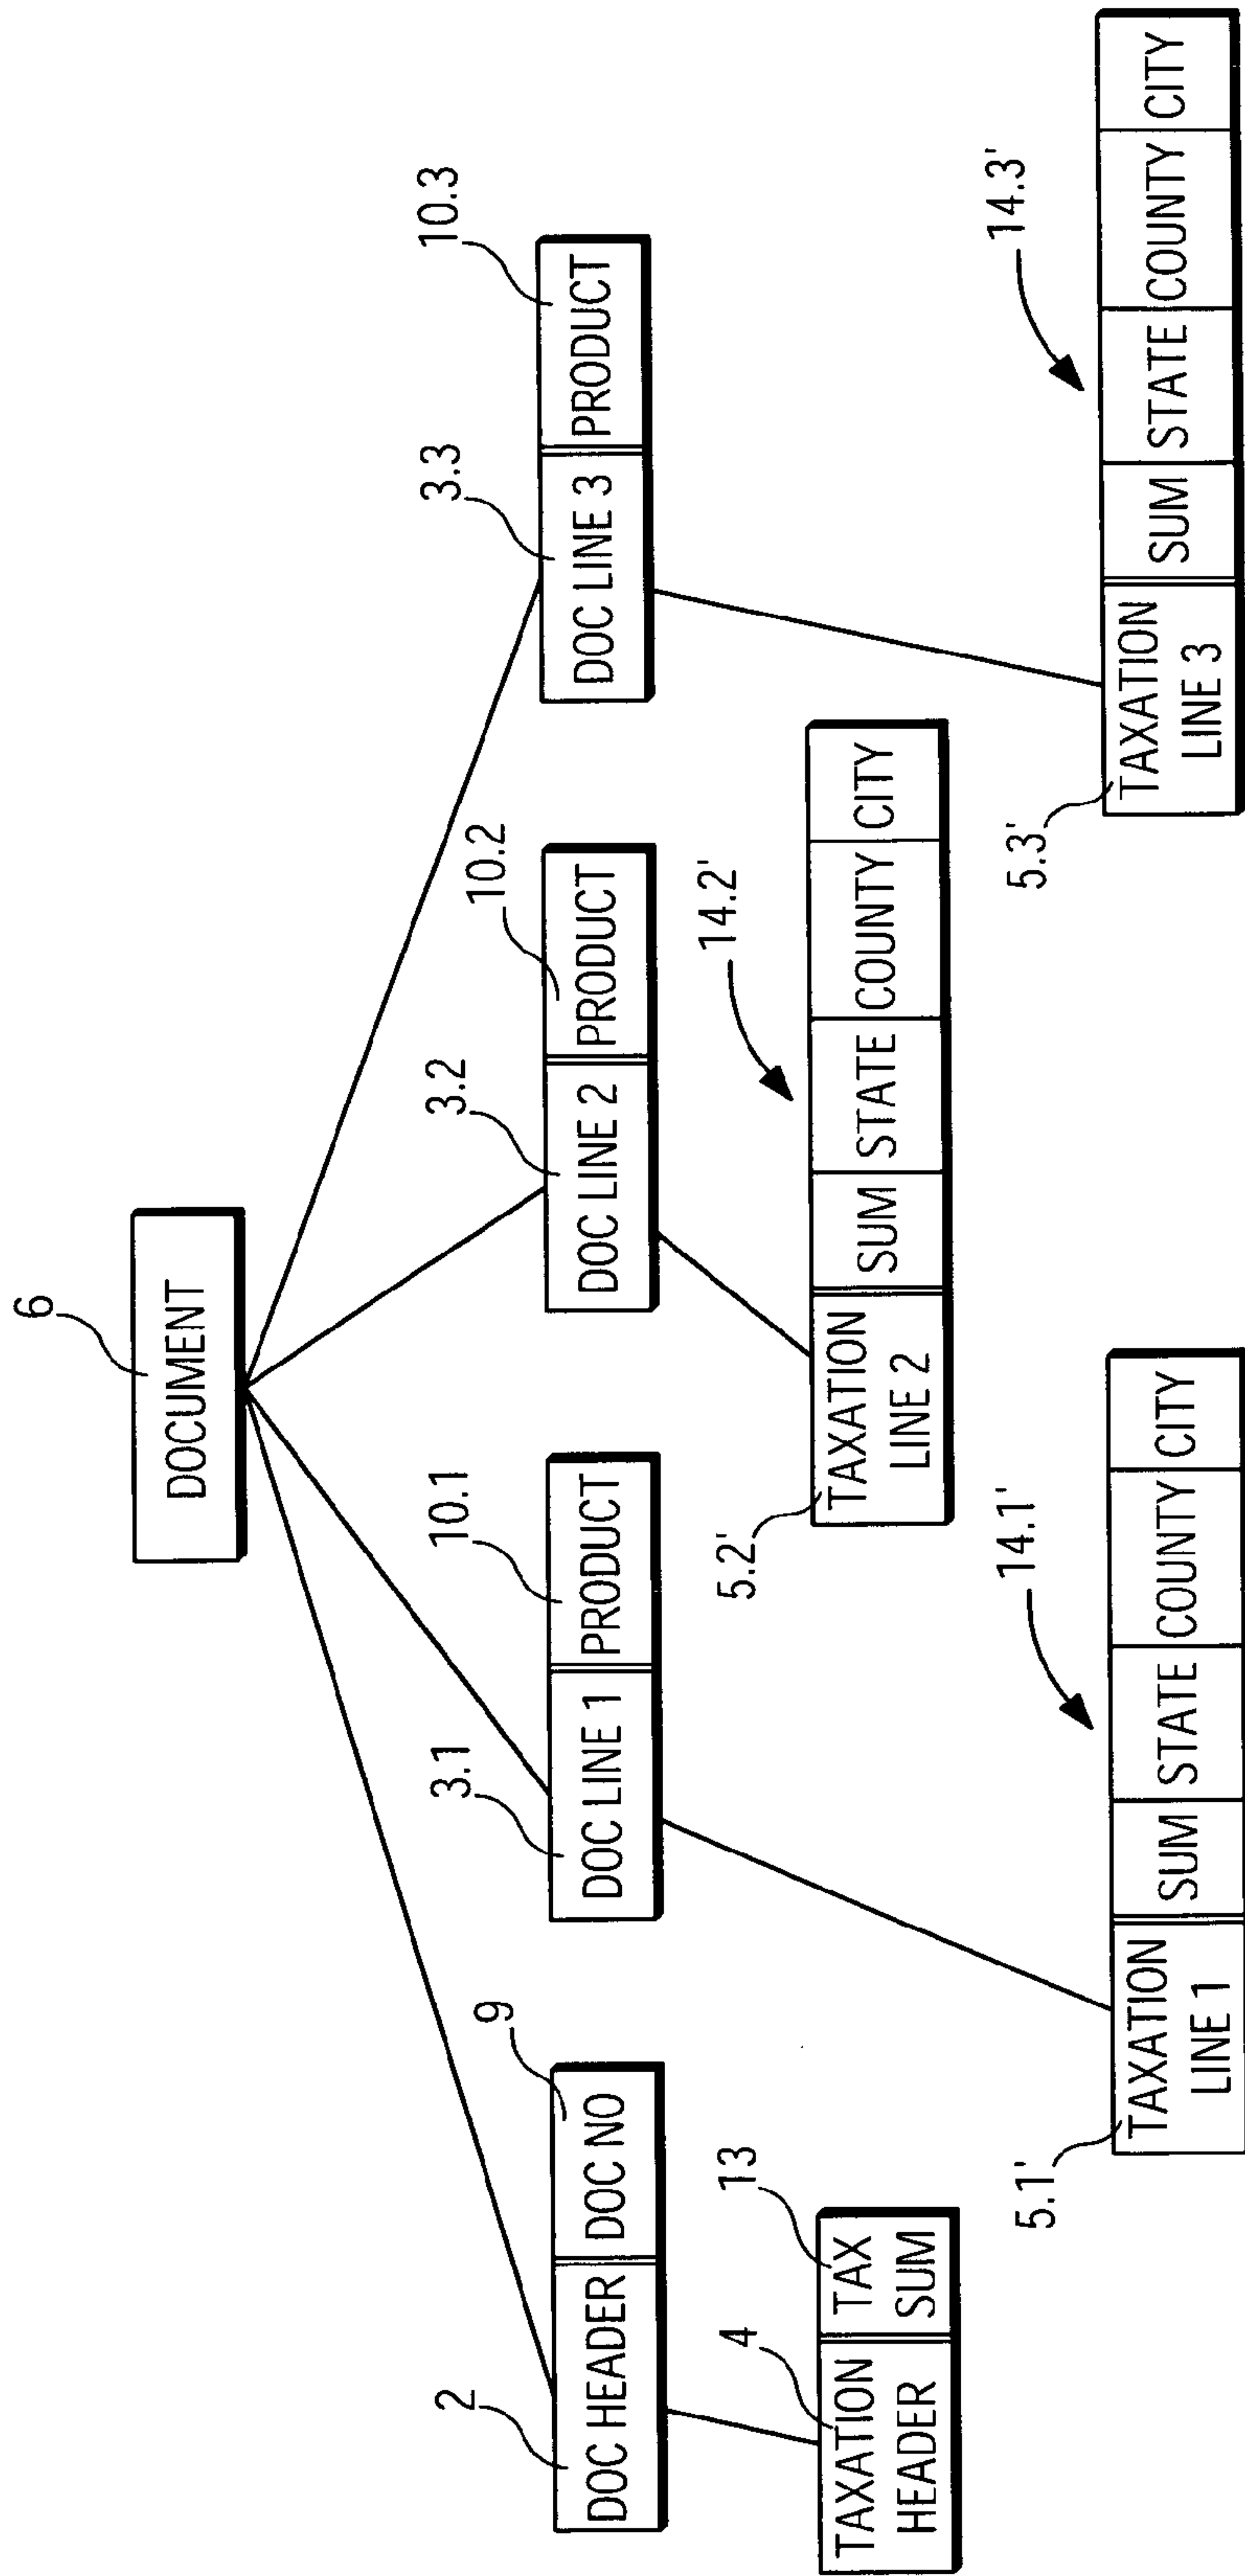 6
DOCUMENT
2
9
DOC HEADER DOC NO
3.1
10.1
DOC LINE 1 PRODUCT
3.2
10.2
DOC LINE 2 PRODUCT
3.3
10.3
DOC LINE 3 PRODUCT
4
13
TAXATION
HEADER
TAX
SUM
5.1'
14.1'
TAXATION
LINE 1
SUM STATE COUNTY CITY
5.2'
14.2'
TAXATION
LINE 2
SUM STATE COUNTY CITY
5.3'
14.3'
TAXATION
LINE 3
SUM STATE COUNTY CITY